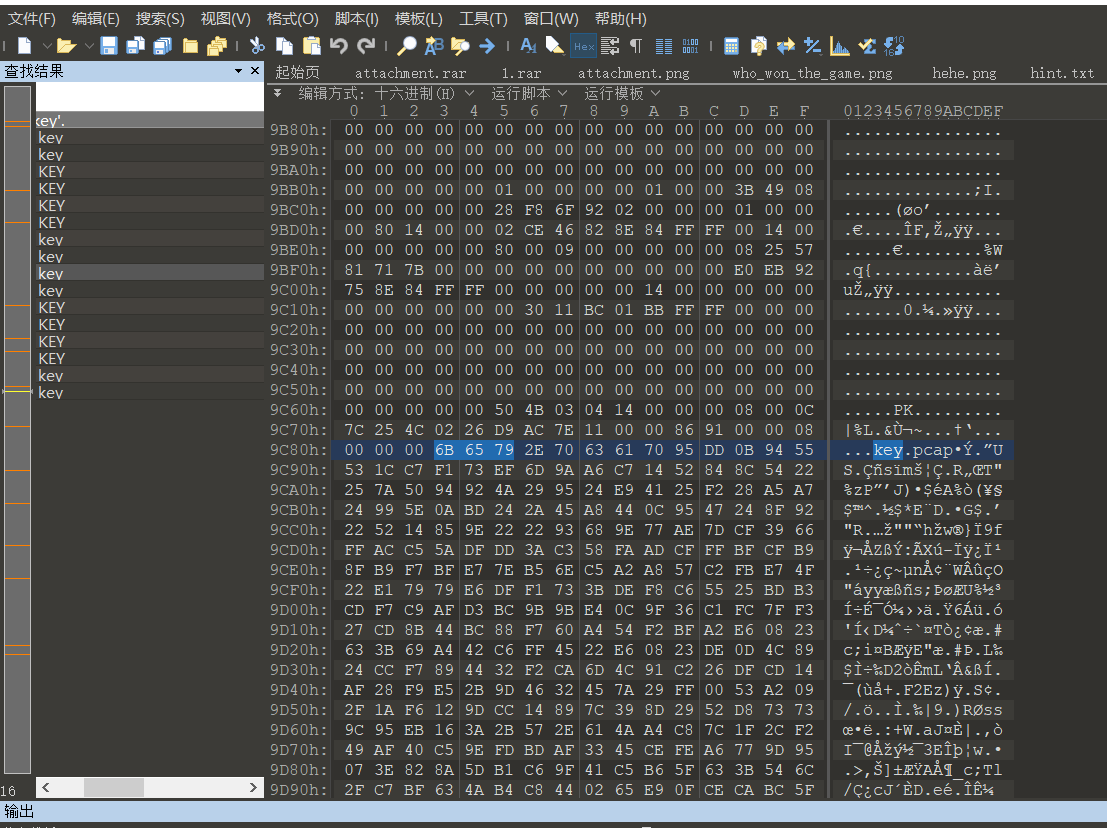 文件(F) 编辑(E) 搜索(S) 视图(V) 格式(O) 脚本(I) 模板(L) 工具(T) 窗口(W) 帮助(H)
查找结果
起始页 attachment.rar 1.rar attachment.png who_won_the_game.png hehe.png hint.txt
编辑方式: 十六进制(H) 运行脚本 运行模板
0 1 2 3 4 5 6 7 8 9 A B C D E F 0123456789ABCDEF
key'.
key
key
KEY
KEY
KEY
KEY
key
key
key
key
KEY
KEY
KEY
KEY
key
key
9B80h: 00 00 00 00 00 00 00 00 00 00 00 00 00 00 00 00 ................
9B90h: 00 00 00 00 00 00 00 00 00 00 00 00 00 00 00 00 ................
9BA0h: 00 00 00 00 00 00 00 00 00 00 00 00 00 00 00 00 ................
9BB0h: 00 00 00 00 00 01 00 00 00 00 01 00 00 3B 49 08 .............;I.
9BC0h: 00 00 00 00 00 28 F8 6F 92 02 00 00 00 01 00 00 .....(øo’.......
9BD0h: 00 80 14 00 00 02 CE 46 82 8E 84 FF FF 00 14 00 .€....ÎF‚Ž„ÿÿ...
9BE0h: 00 00 00 00 00 80 00 09 00 00 00 00 00 08 25 57 .....€........%W
9BF0h: 81 71 7B 00 00 00 00 00 00 00 00 00 00 E0 EB 92 .q{..........àë’
9C00h: 75 8E 84 FF FF 00 00 00 00 00 14 00 00 00 00 00 uŽ„ÿÿ...........
9C10h: 00 00 00 00 00 00 30 11 BC 01 BB FF FF 00 00 00 ......0.¼.»ÿÿ...
9C20h: 00 00 00 00 00 00 00 00 00 00 00 00 00 00 00 00 ................
9C30h: 00 00 00 00 00 00 00 00 00 00 00 00 00 00 00 00 ................
9C40h: 00 00 00 00 00 00 00 00 00 00 00 00 00 00 00 00 ................
9C50h: 00 00 00 00 00 00 00 00 00 00 00 00 00 00 00 00 ................
9C60h: 00 00 00 00 00 50 4B 03 04 14 00 00 00 08 00 0C .....PK.........
9C70h: 7C 25 4C 02 26 D9 AC 7E 11 00 00 86 91 00 00 08 |%L.&Ù¬~...†‘...
9C80h: 00 00 00 6B 65 79 2E 70 63 61 70 95 DD 0B 94 55 ...key.pcap•Ý.”U
9C90h: 53 1C C7 F1 73 EF 6D 9A A6 C7 14 52 84 8C 54 22 S.Çñsïmš¦Ç.R„ŒT"
9CA0h: 25 7A 50 94 92 4A 29 95 24 E9 41 25 F2 28 A5 A7 %zP”’J)•$éA%ò(¥§
9CB0h: 24 99 5E 0A BD 24 2A 45 A8 44 0C 95 47 24 8F 92 $™^.½$*E¨D.•G$.’
9CC0h: 22 52 14 85 9E 22 22 93 68 9E 77 AE 7D CF 39 66 "R.…ž""“hžw®}Ï9f
9CD0h: FF AC C5 5A DF DD 3A C3 58 FA AD CF FF BF CF B9 ÿ¬ÅZßÝ:ÃXú-Ïÿ¿Ï¹
9CE0h: 8F B9 F7 BF E7 7E B5 6E C5 A2 A8 57 C2 FB E7 4F .¹÷¿ç~µnÅ¢¨WÂûçO
9CF0h: 22 E1 79 79 E6 DF F1 73 3B DE F8 C6 55 25 BD B3 "áyyæßñs;ÞøÆU%½³
9D00h: CD F7 C9 AF D3 BC 9B 9B E4 0C 9F 36 C1 FC 7F F3 Í÷É¯Ó¼››ä.Ÿ6Áü.ó
9D10h: 27 CD 8B 44 BC 88 F7 60 A4 54 F2 BF A2 E6 08 23 'Í‹D¼ˆ÷`¤Tò¿¢æ.#
9D20h: 63 3B 69 A4 42 C6 FF 45 22 E6 08 23 DE 0D 4C 89 c;i¤BÆÿE"æ.#Þ.L‰
9D30h: 24 CC F7 89 44 32 F2 CA 6D 4C 91 C2 26 DF CD 14 $Ì÷‰D2òÊmL‘Â&ßÍ.
9D40h: AF 28 F9 E5 2B 9D 46 32 45 7A 29 FF 00 53 A2 09 ¯(ùå+.F2Ez)ÿ.S¢.
9D50h: 2F 1A F6 12 9D CC 14 89 7C 39 8D 29 52 D8 73 73 /.ö..Ì.‰|9.)RØss
9D60h: 9C 95 EB 16 3A 2B 57 2E 61 4A A4 C8 7C 1F 2C F2 œ•ë.:+W.aJ¤È|.,ò
9D70h: 49 AF 40 C5 9E FD BD AF 33 45 CE FE A6 77 9D 95 I¯@Åžý½¯3EÎþ¦w.•
9D80h: 07 3E 82 8A 5D B1 C6 9F 41 C5 B6 5F 63 3B 54 6C .>‚Š]±ÆŸAÅ¶_c;Tl
9D90h: 2F C7 BF 63 4A B4 C8 44 02 65 E9 0F CE CA BC 5F /Ç¿cJ´ÈD.eé.ÎÊ¼_
16
输出